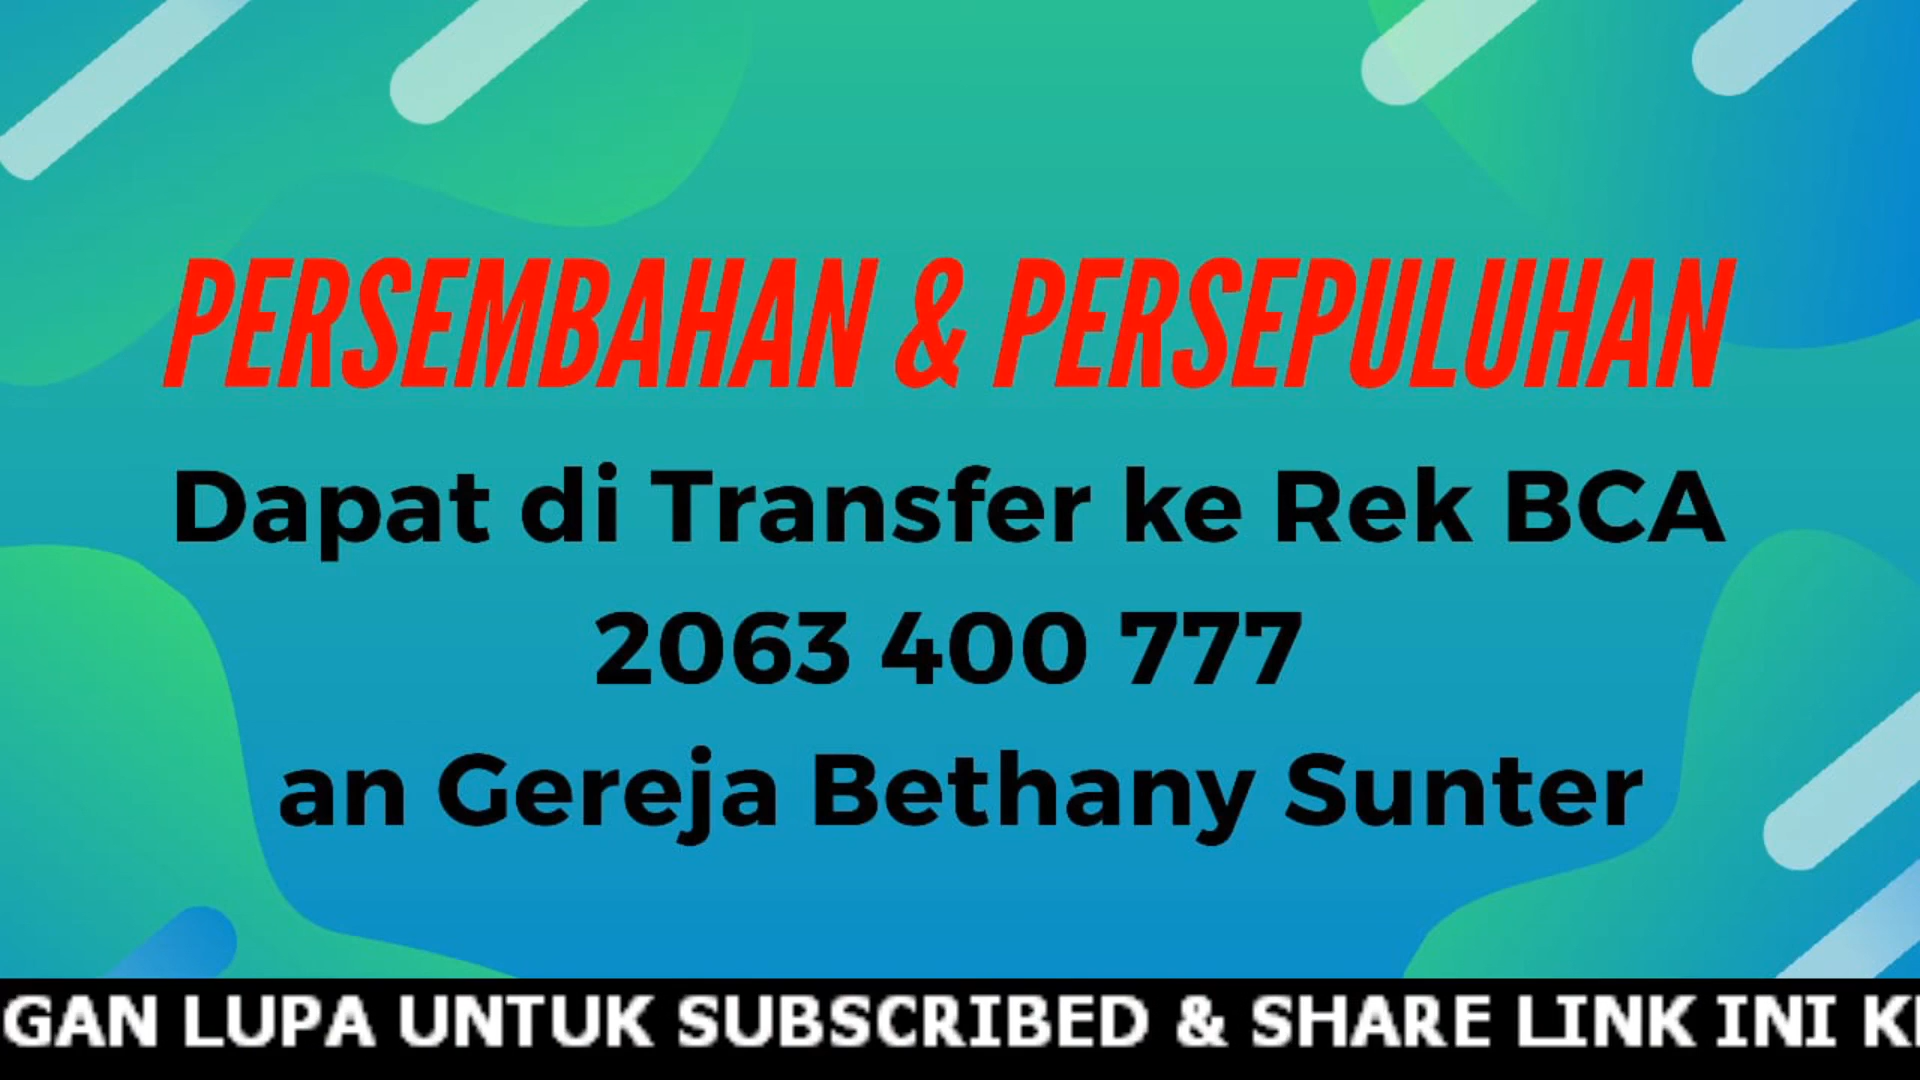 PERSEMBAHAN & PERSEPULUHAN
Dapat di Transfer ke Rek BCA
2063 400 777
an Gereja Bethany Sunter
GAN LUPA UNTUK SUBSCRIBED & SHARE LINK INI